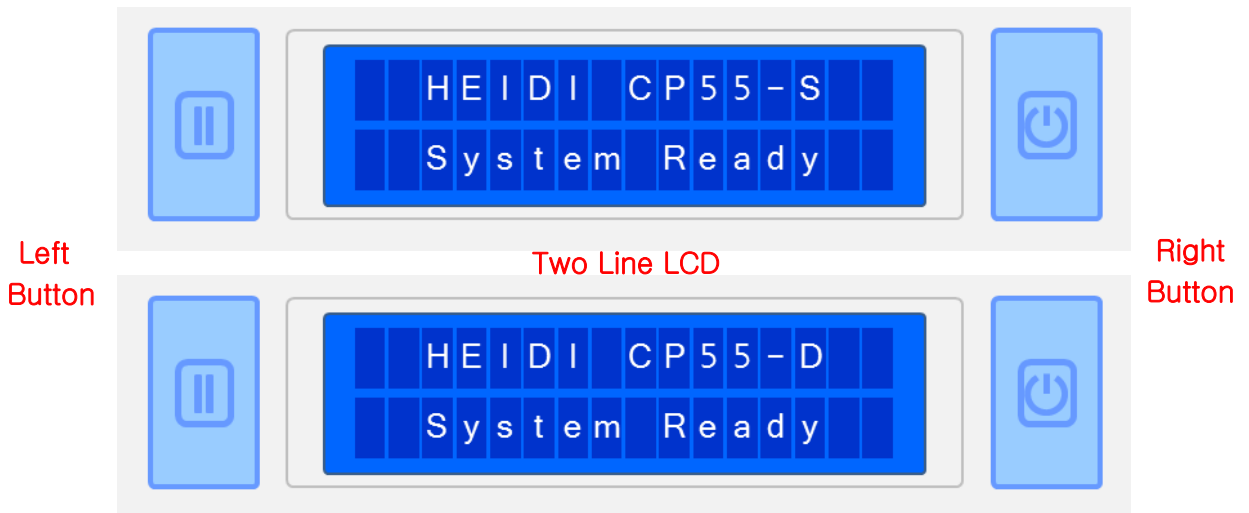 HEIDI CP55-S
System Ready
Left
Button
Two Line LCD
Right
Button
HEIDI CP55-D
System Ready